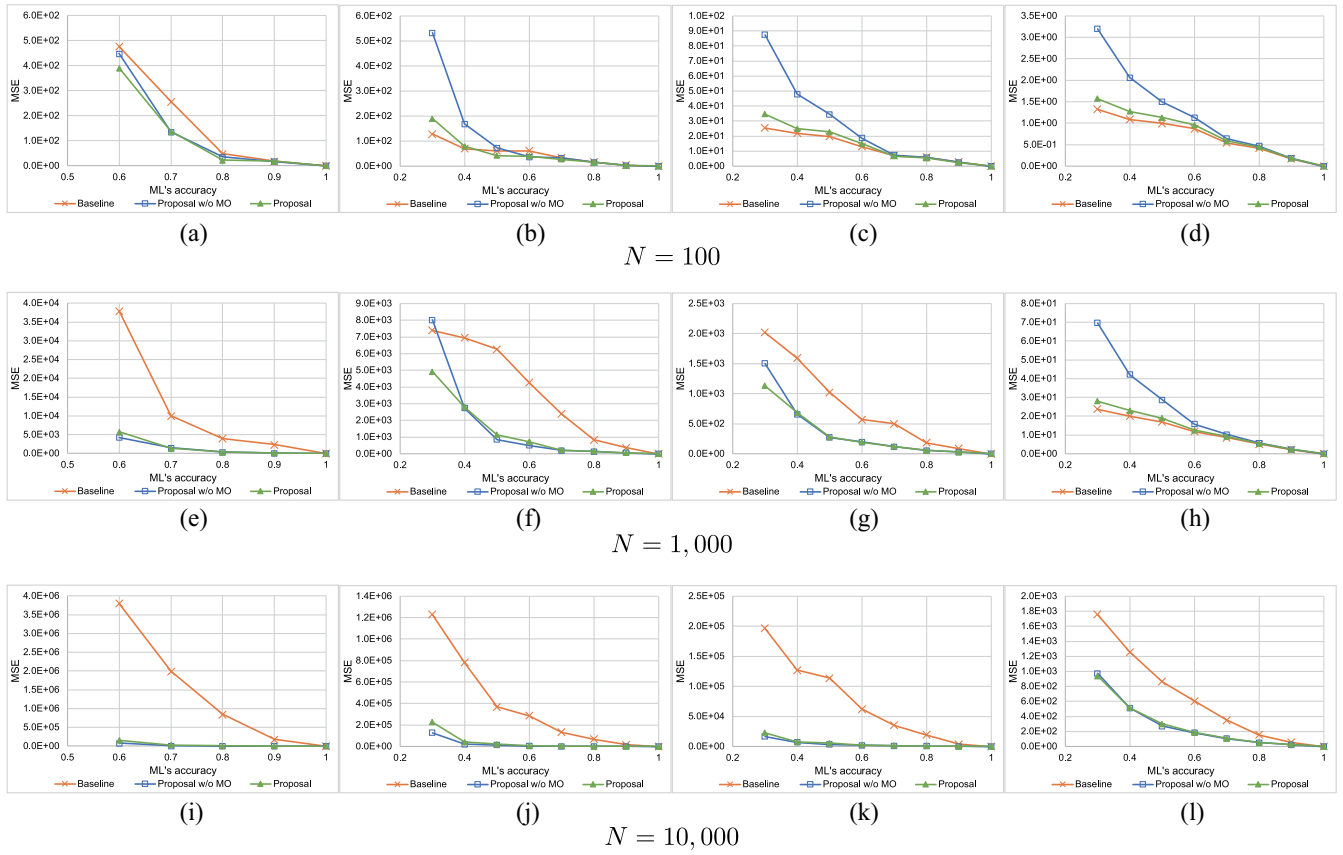 6.0E+02
5.0E+02
4.0E+02
3.0E+02
2.0E+02
1.0E+02
0.0E+00
MSE
0.5 0.6 0.7 0.8 0.9 1
ML's accuracy
Baseline Proposal w/o MO Proposal
(a)
6.0E+02
5.0E+02
4.0E+02
3.0E+02
2.0E+02
1.0E+02
0.0E+00
MSE
0.2 0.4 0.6 0.8 1
ML's accuracy
Baseline Proposal w/o MO Proposal
(b)
1.0E+02
9.0E+01
8.0E+01
7.0E+01
6.0E+01
5.0E+01
4.0E+01
3.0E+01
2.0E+01
1.0E+01
0.0E+00
MSE
0.2 0.4 0.6 0.8 1
ML's accuracy
Baseline Proposal w/o MO Proposal
(c)
3.5E+00
3.0E+00
2.5E+00
2.0E+00
1.5E+00
1.0E+00
5.0E-01
0.0E+00
MSE
0.2 0.4 0.6 0.8 1
ML's accuracy
Baseline Proposal w/o MO Proposal
(d)
N = 100
4.0E+04
3.5E+04
3.0E+04
2.5E+04
2.0E+04
1.5E+04
1.0E+04
5.0E+03
0.0E+00
MSE
0.5 0.6 0.7 0.8 0.9 1
ML's accuracy
Baseline Proposal w/o MO Proposal
(e)
9.0E+03
8.0E+03
7.0E+03
6.0E+03
5.0E+03
4.0E+03
3.0E+03
2.0E+03
1.0E+03
0.0E+00
MSE
0.2 0.4 0.6 0.8 1
ML's accuracy
Baseline Proposal w/o MO Proposal
(f)
2.5E+03
2.0E+03
1.5E+03
1.0E+03
5.0E+02
0.0E+00
MSE
0.2 0.4 0.6 0.8 1
ML's accuracy
Baseline Proposal w/o MO Proposal
(g)
8.0E+01
7.0E+01
6.0E+01
5.0E+01
4.0E+01
3.0E+01
2.0E+01
1.0E+01
0.0E+00
MSE
0.2 0.4 0.6 0.8 1
ML's accuracy
Baseline Proposal w/o MO Proposal
(h)
N = 1,000
4.0E+06
3.5E+06
3.0E+06
2.5E+06
2.0E+06
1.5E+06
1.0E+06
5.0E+05
0.0E+00
MSE
0.5 0.6 0.7 0.8 0.9 1
ML's accuracy
Baseline Proposal w/o MO Proposal
(i)
1.4E+06
1.2E+06
1.0E+06
8.0E+05
6.0E+05
4.0E+05
2.0E+05
0.0E+00
MSE
0.2 0.4 0.6 0.8 1
ML's accuracy
Baseline Proposal w/o MO Proposal
(j)
2.5E+05
2.0E+05
1.5E+05
1.0E+05
5.0E+04
0.0E+00
MSE
0.2 0.4 0.6 0.8 1
ML's accuracy
Baseline Proposal w/o MO Proposal
(k)
2.0E+03
1.8E+03
1.6E+03
1.4E+03
1.2E+03
1.0E+03
8.0E+02
6.0E+02
4.0E+02
2.0E+02
0.0E+00
MSE
0.2 0.4 0.6 0.8 1
ML's accuracy
Baseline Proposal w/o MO Proposal
(l)
N = 10,000